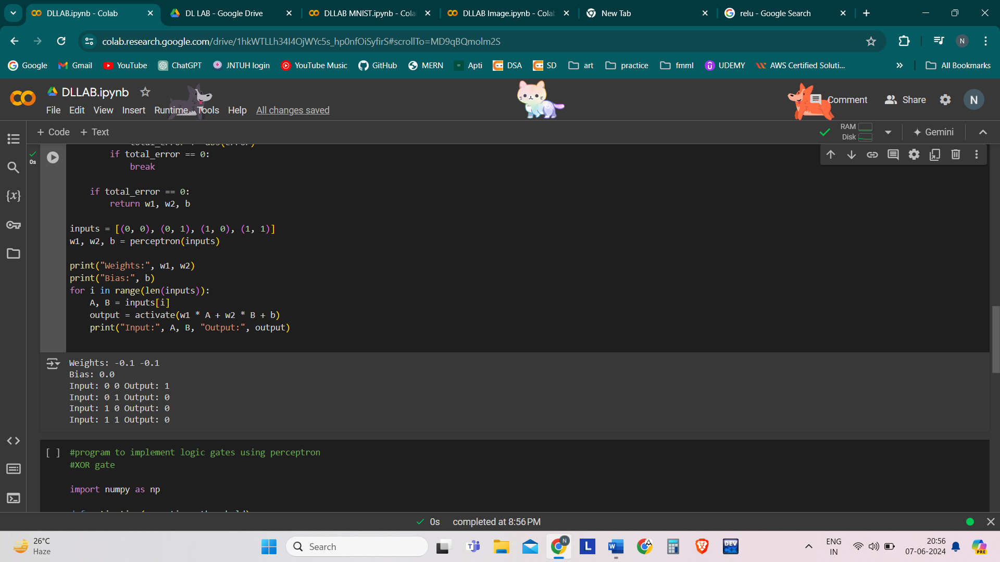 DLLAB.ipynb - Colab
DL LAB - Google Drive
DLLAB MNIST.ipynb - Cola
DLLAB Image.ipynb - Colab
New Tab
relu - Google Search
colab.research.google.com/drive/1hkWTLLh34I4OjWYc5s_hp0nfOiSyfirS#scrollTo=MD9qBQmolm2S
N
Google
Gmail
YouTube
ChatGPT
JNTUH login
YouTube Music
GitHub
MERN
Apti
DSA
SD
art
practice
fmml
UDEMY
AWS Certified Soluti...
All Bookmarks
DLLAB.ipynb
File Edit View Insert Runtime Tools Help All changes saved
Comment
Share
N
+ Code + Text
RAM
Disk
Gemini
0s
if total_error == 0:
break
if total_error == 0:
return w1, w2, b
inputs = [(0, 0), (0, 1), (1, 0), (1, 1)]
w1, w2, b = perceptron(inputs)
print("Weights:", w1, w2)
print("Bias:", b)
for i in range(len(inputs)):
A, B = inputs[i]
output = activate(w1 * A + w2 * B + b)
print("Input:", A, B, "Output:", output)
Weights: -0.1 -0.1
Bias: 0.0
Input: 0 0 Output: 1
Input: 0 1 Output: 0
Input: 1 0 Output: 0
Input: 1 1 Output: 0
[ ] #program to implement logic gates using perceptron
#XOR gate
import numpy as np
0s completed at 8:56 PM
26°C
Haze
Search
N
L
W
DEV
C++
ENG
IN
20:56
07-06-2024
PRE